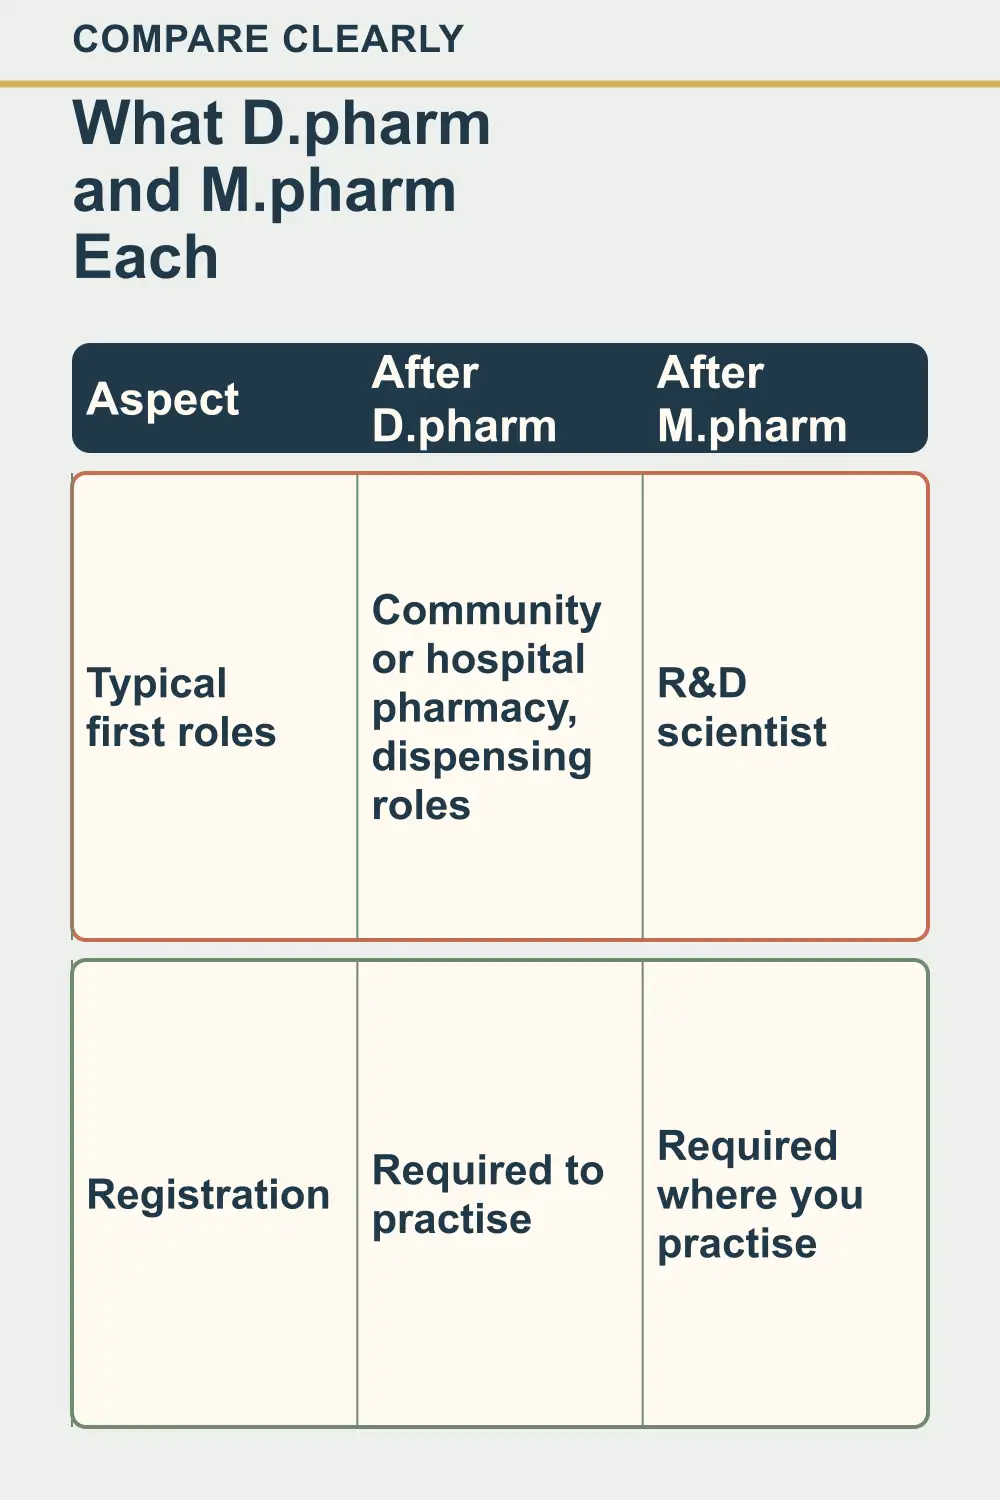 COMPARE CLEARLY
What D.pharm
and M.pharm
Each
Aspect
After
D.pharm
After
M.pharm
Typical
first roles
Community
or hospital
pharmacy,
dispensing
roles
R&D
scientist
Registration
Required to
practise
Required
where you
practise